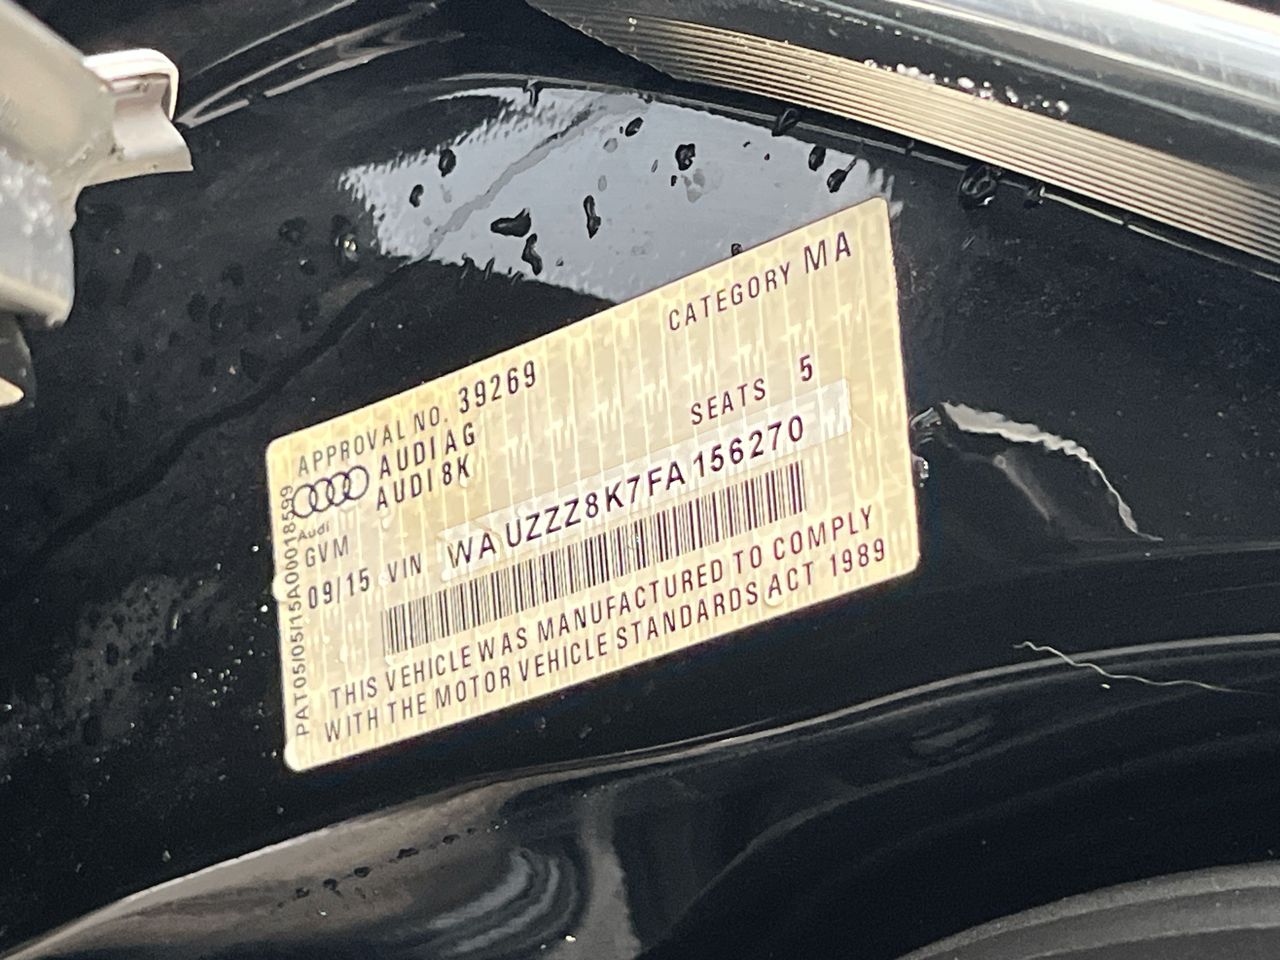 APPROVAL NO. 39269
CATEGORY MA
AUDI AG
AUDI 8K
SEATS 5
Audi
GVM
09/15 VIN WAUZZZ8K7FA156270
THIS VEHICLE WAS MANUFACTURED TO COMPLY
WITH THE MOTOR VEHICLE STANDARDS ACT 1989
PAT05/05/15A00018599